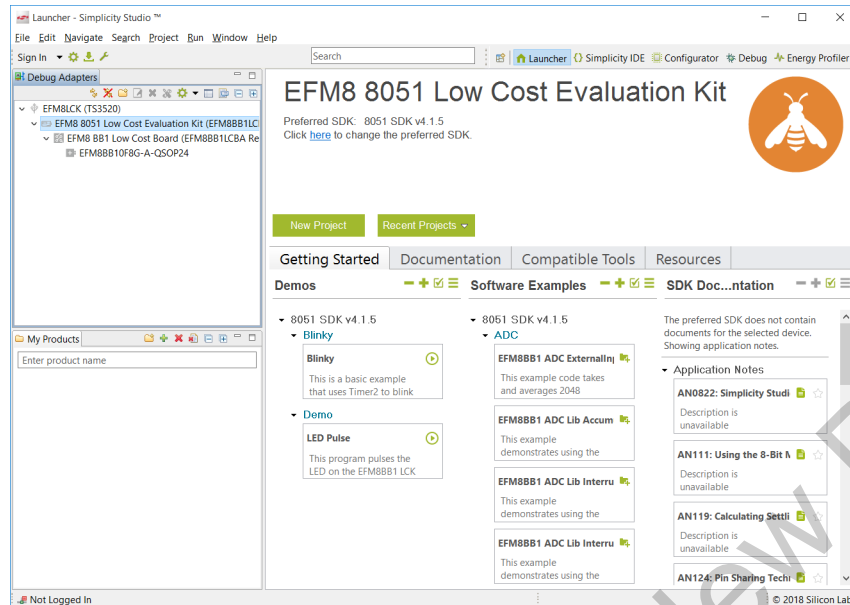 Launcher - Simplicity Studio ™
File Edit Navigate Search Project Run Window Help
Sign In
Search
Launcher
Simplicity IDE
Configurator
Debug
Energy Profiler
Debug Adapters
EFM8LCK (TS3520)
EFM8 8051 Low Cost Evaluation Kit (EFM8BB1LC
EFM8 BB1 Low Cost Board (EFM8BB1LCBA Re
EFM8BB10F8G-A-QSOP24
My Products
Enter product name
EFM8 8051 Low Cost Evaluation Kit
Preferred SDK: 8051 SDK v4.1.5
Click here to change the preferred SDK.
New Project
Recent Projects
Getting Started
Documentation
Compatible Tools
Resources
Demos
8051 SDK v4.1.5
Blinky
Blinky
This is a basic example
that uses Timer2 to blink
Demo
LED Pulse
This program pulses the
LED on the EFM8BB1 LCK
Software Examples
8051 SDK v4.1.5
ADC
EFM8BB1 ADC ExternalIn
This example code takes
and averages 2048
EFM8BB1 ADC Lib Accum
This example
demonstrates using the
EFM8BB1 ADC Lib Interru
This example
demonstrates using the
EFM8BB1 ADC Lib Interru
This example
demonstrates using the
SDK Doc...ntation
The preferred SDK does not contain
documents for the selected device.
Showing application notes.
Application Notes
AN0822: Simplicity Studi
Description is
unavailable
AN111: Using the 8-Bit
Description is
unavailable
AN119: Calculating Settli
Description is
unavailable
AN124: Pin Sharing Techi
Not Logged In
© 2018 Silicon Lab